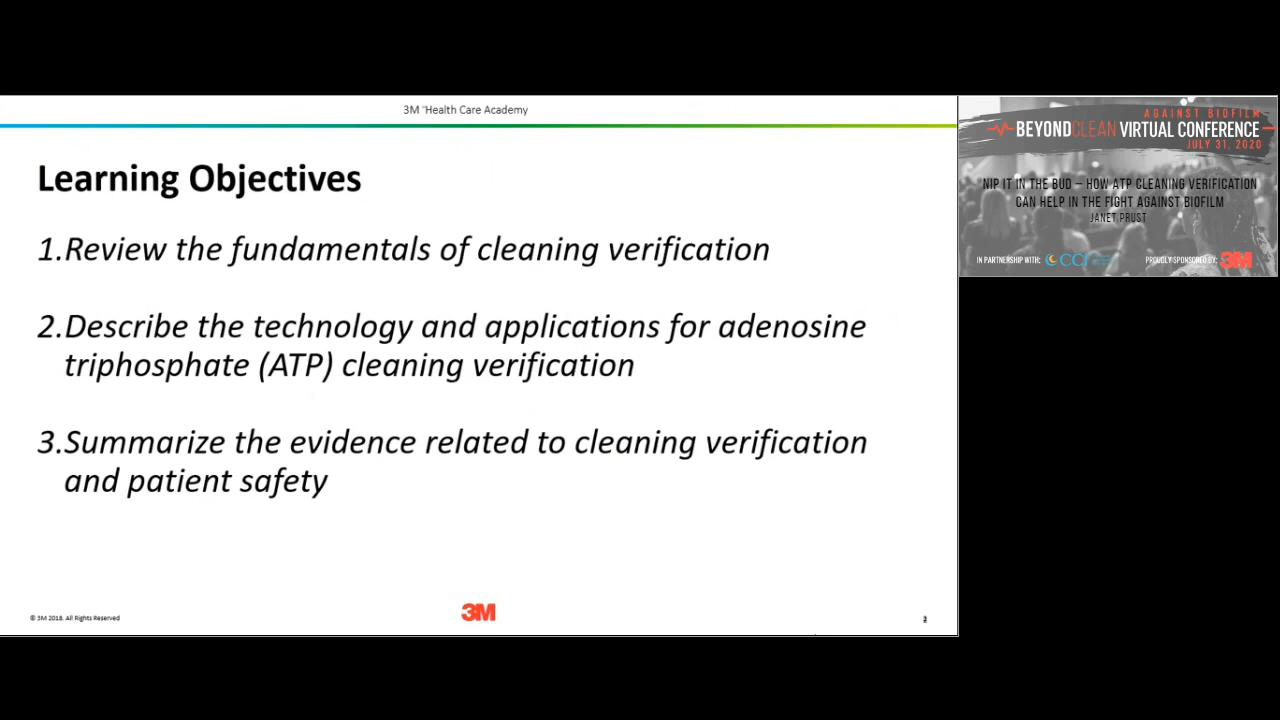 3M Health Care Academy
Learning Objectives
1.Review the fundamentals of cleaning verification
2.Describe the technology and applications for adenosine
triphosphate (ATP) cleaning verification
3.Summarize the evidence related to cleaning verification
and patient safety
© 3M 2018. All Rights Reserved
3M
AGAINST BIOFILM
BEYONDCLEAN VIRTUAL CONFERENCE
JULY 31, 2020
NIP IT IN THE BUD – HOW ATP CLEANING VERIFICATION
CAN HELP IN THE FIGHT AGAINST BIOFILM
JANET PRUST
IN PARTNERSHIP WITH:
PROUDLY SPONSORED BY: 3M